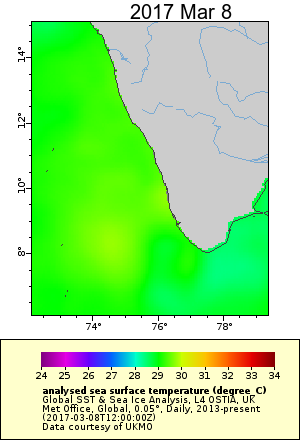 2017 Mar 8
14°
12°
10°
8°
74°
76°
78°
24 25 26 27 28 29 30 31 32 33 34
analysed sea surface temperature (degree_C)
Global SST & Sea Ice Analysis, L4 OSTIA, UK
Met Office, Global, 0.05°, Daily, 2013-present
(2017-03-08T12:00:00Z)
Data courtesy of UKMO